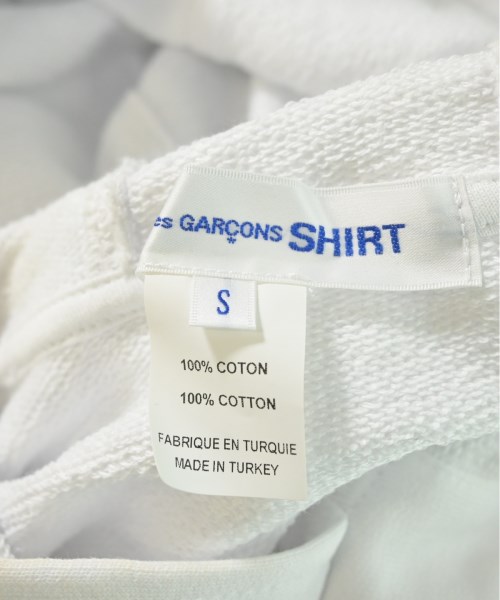 es GARÇONS SHIRT
S
100% COTON
100% COTTON
FABRIQUE EN TURQUIE
MADE IN TURKEY